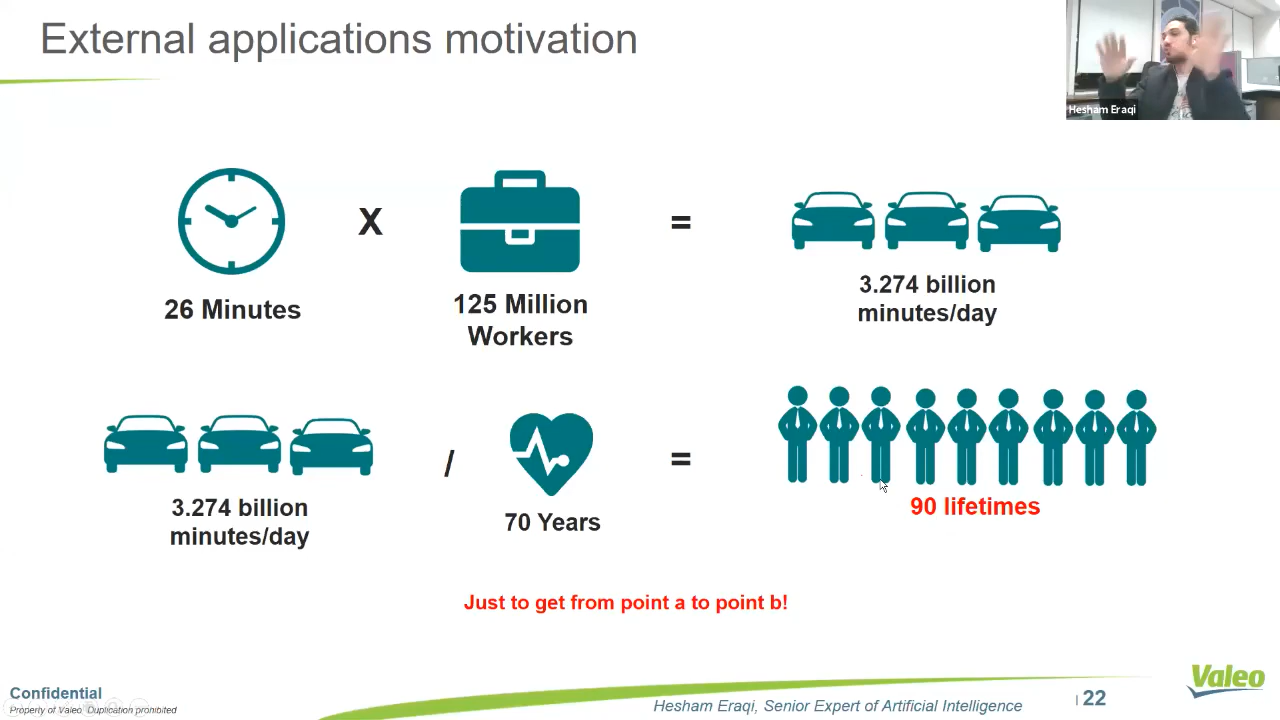 External applications motivation
Hesham Eraqi
X
=
26 Minutes
125 Million
Workers
3.274 billion
minutes/day
/
=
3.274 billion
minutes/day
70 Years
90 lifetimes
Just to get from point a to point b!
Confidential
Property of Valeo Duplication prohibited
Hesham Eraqi, Senior Expert of Artificial Intelligence
| 22
Valeo